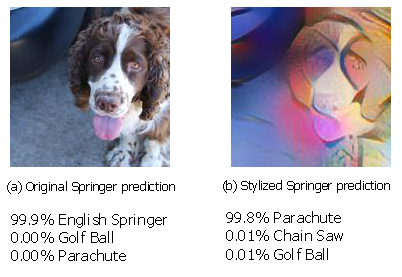 (a) Original Springer prediction
99.9% English Springer
0.00% Golf Ball
0.00% Parachute
(b) Stylized Springer prediction
99.8% Parachute
0.01% Chain Saw
0.01% Golf Ball